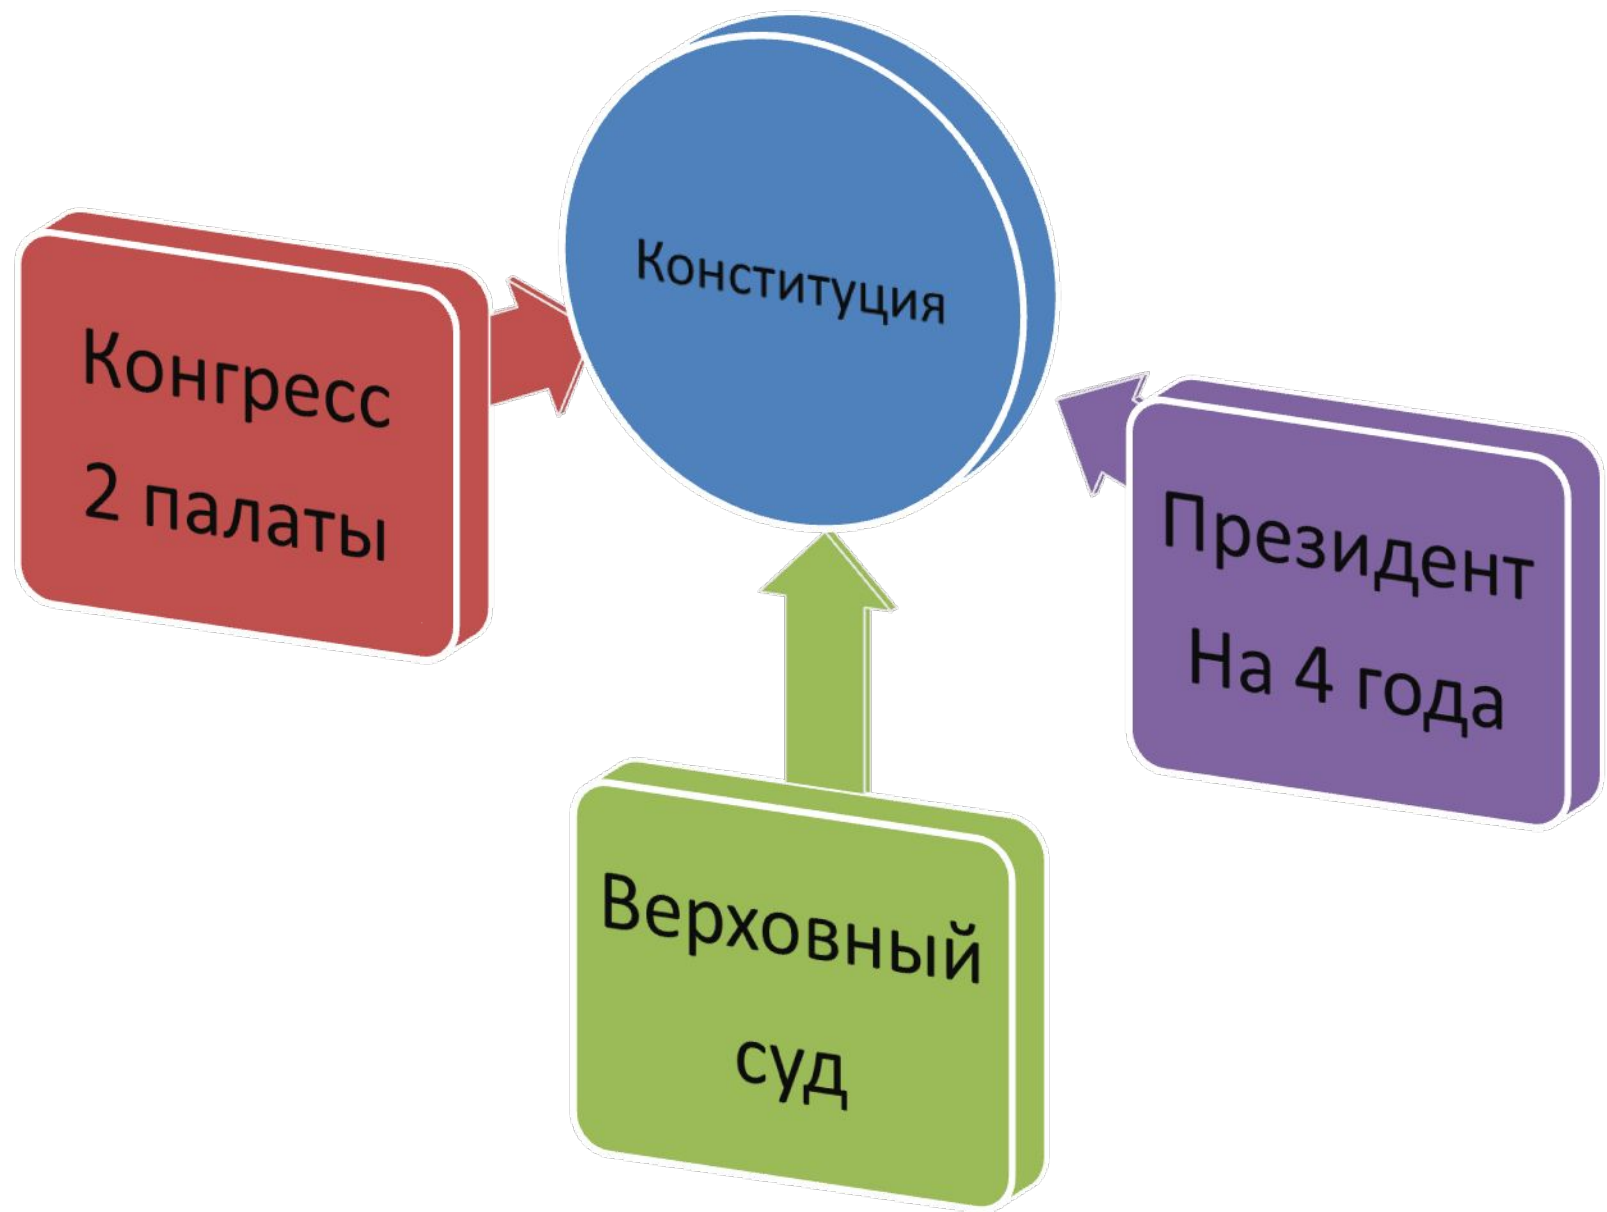 Конституция
Конгресс
2 палаты
Президент
На 4 года
Верховный
суд